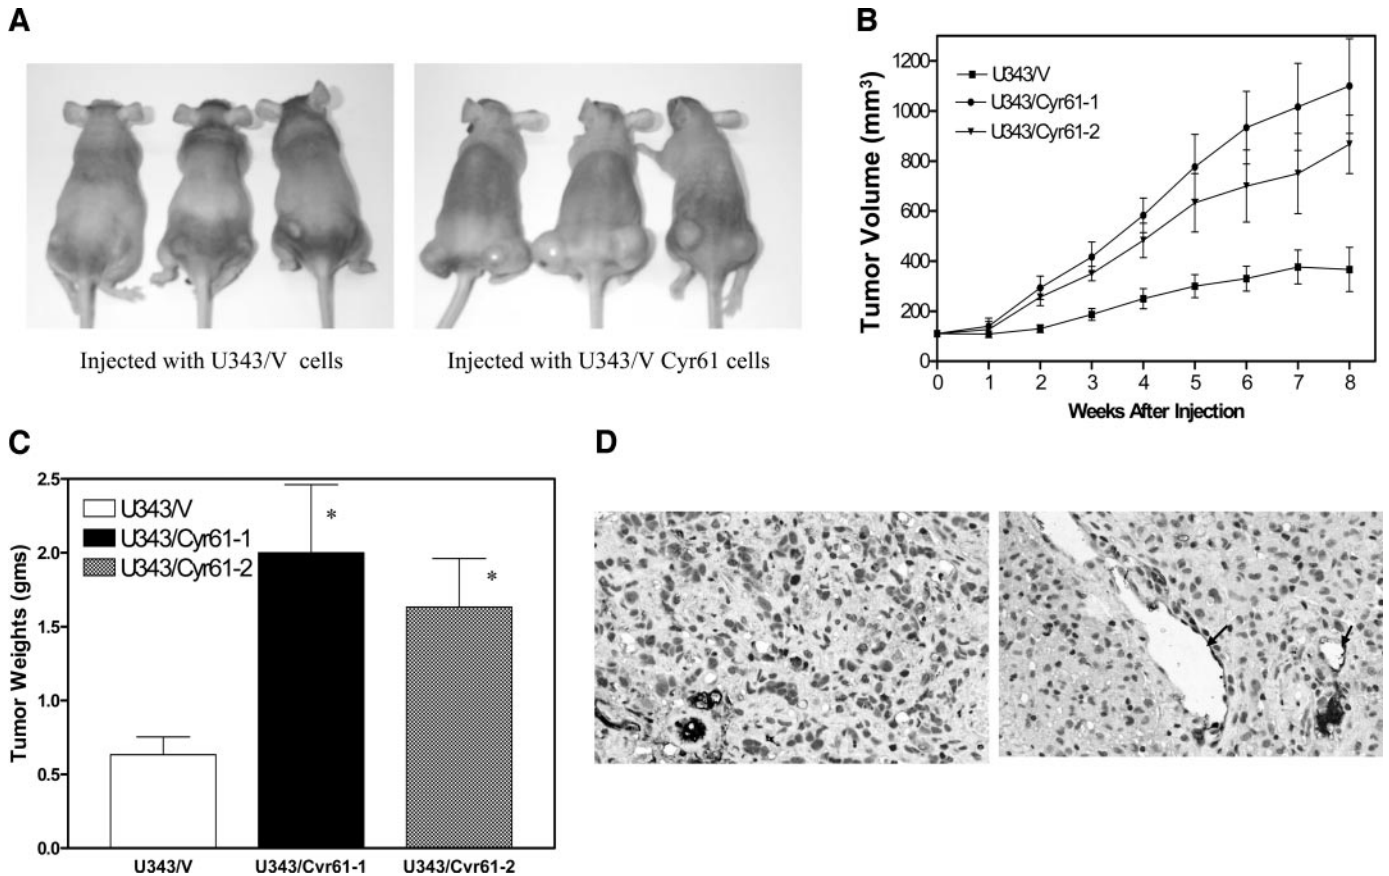 A
Injected with U343/V cells
Injected with U343/V Cyr61 cells
B
U343/V
U343/Cyr61-1
U343/Cyr61-2
Tumor Volume (mm³)
1200
1000
800
600
400
200
0
0 1 2 3 4 5 6 7 8
Weeks After Injection
C
U343/V
U343/Cyr61-1
U343/Cyr61-2
Tumor Weights (gms)
2.5
2.0
1.5
1.0
0.5
0.0
*
*
U343/V U343/Cyr61-1 U343/Cyr61-2
D